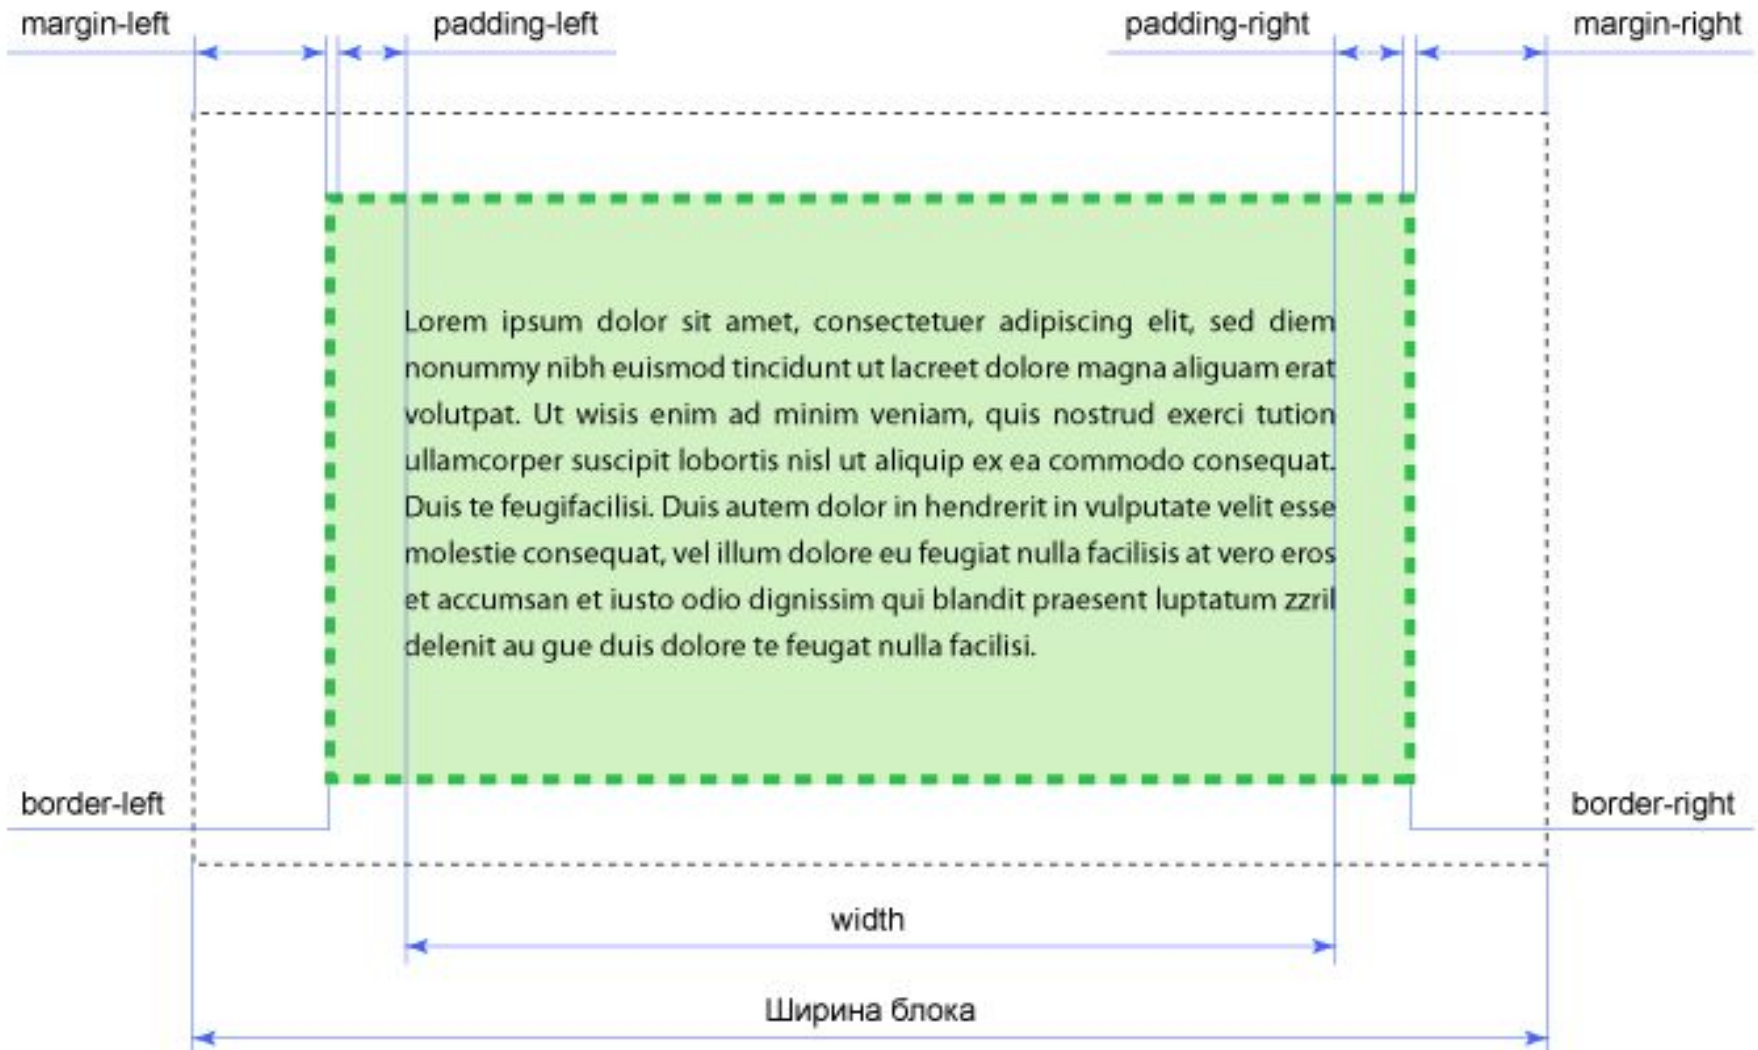 margin-left
padding-left
padding-right
margin-right
Lorem ipsum dolor sit amet, consectetuer adipiscing elit, sed diem
nonummy nibh euismod tincidunt ut lacreet dolore magna aliguam erat
volutpat. Ut wisis enim ad minim veniam, quis nostrud exerci tution
ullamcorper suscipit lobortis nisl ut aliquip ex ea commodo consequat.
Duis te feugifacilisi. Duis autem dolor in hendrerit in vulputate velit esse
molestie consequat, vel illum dolore eu feugiat nulla facilisis at vero eros
et accumsan et iusto odio dignissim qui blandit praesent luptatum zzril
delenit au gue duis dolore te feugat nulla facilisi.
border-left
border-right
width
Ширина блока